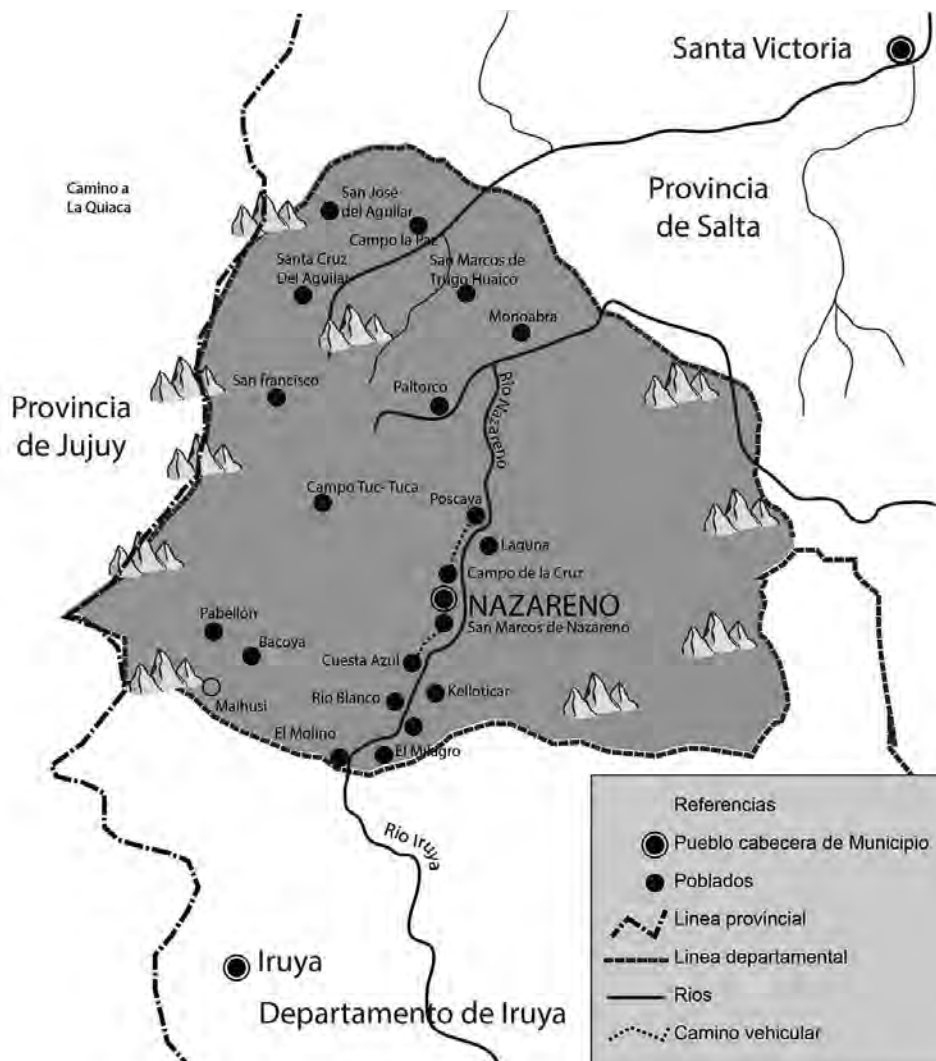 Santa Victoria
Camino a
La Quiaca
Provincia
de Salta
San José
del Aguilar
Campo la Paz
Santa Cruz
Del Aguilar
San Marcos de
Trugo Huaico
Monoabra
San francisco
Paltorco
Río Nazareno
Provincia
de Jujuy
Campo Tuc- Tuca
Poscaya
Laguna
Campo de la Cruz
NAZARENO
San Marcos de Nazareno
Pabellón
Bacoya
Cuesta Azul
Maihusi
Río Blanco
Kelloticar
El Molino
El Milagro
Río Iruya
Iruya
Departamento de Iruya
Referencias
Pueblo cabecera de Municipio
Poblados
Linea provincial
Linea departamental
Rios
Camino vehicular